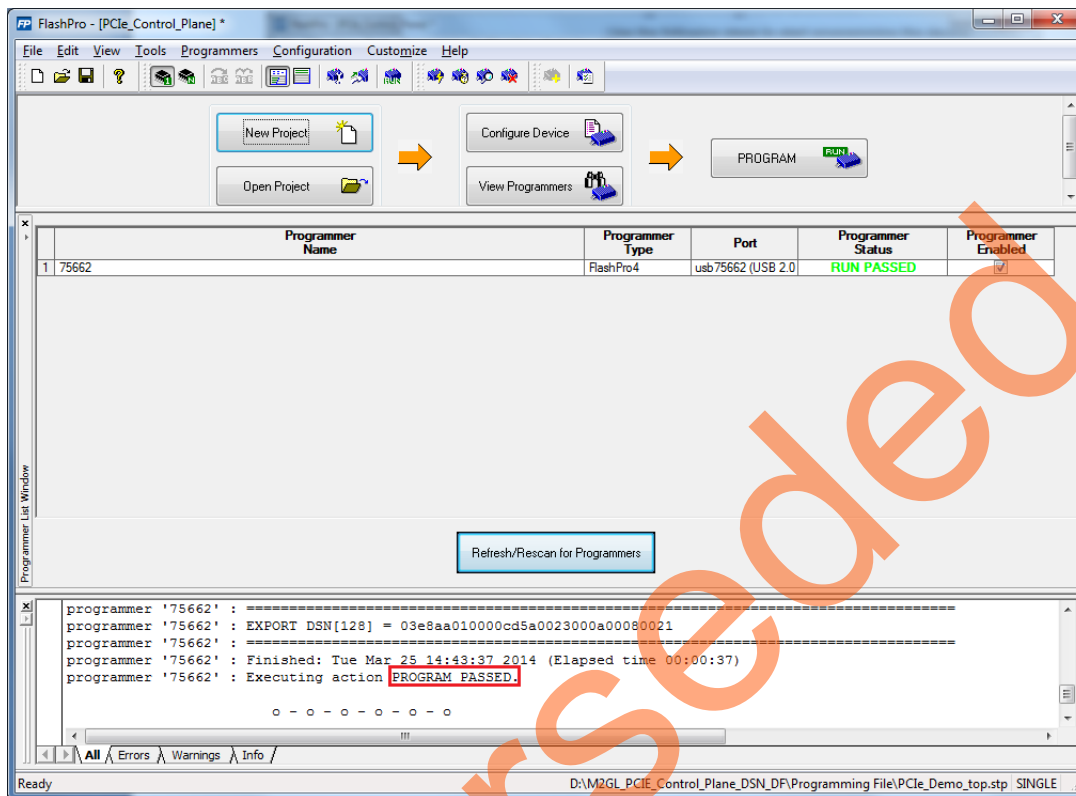 FlashPro - [PCIe_Control_Plane] *
File Edit View Tools Programmers Configuration Customize Help
New Project
Configure Device
PROGRAM
RUN
Open Project
View Programmers
Programmer Name
Programmer Type
Port
Programmer Status
Programmer Enabled
1 75662 FlashPro4 usb75662 (USB 2.0 RUN PASSED
Programmer List Window
Refresh/Rescan for Programmers
programmer '75662' : =====================================================================================
programmer '75662' : EXPORT DSN[128] = 03e8aa010000cd5a0023000a00080021
programmer '75662' : =====================================================================================
programmer '75662' : Finished: Tue Mar 25 14:43:37 2014 (Elapsed time 00:00:37)
programmer '75662' : Executing action PROGRAM PASSED.
o - o - o - o - o - o
All Errors Warnings Info
Ready D:\M2GL_PCIE_Control_Plane_DSN_DF\Programming File\PCIe_Demo_top.stp SINGLE
rseded